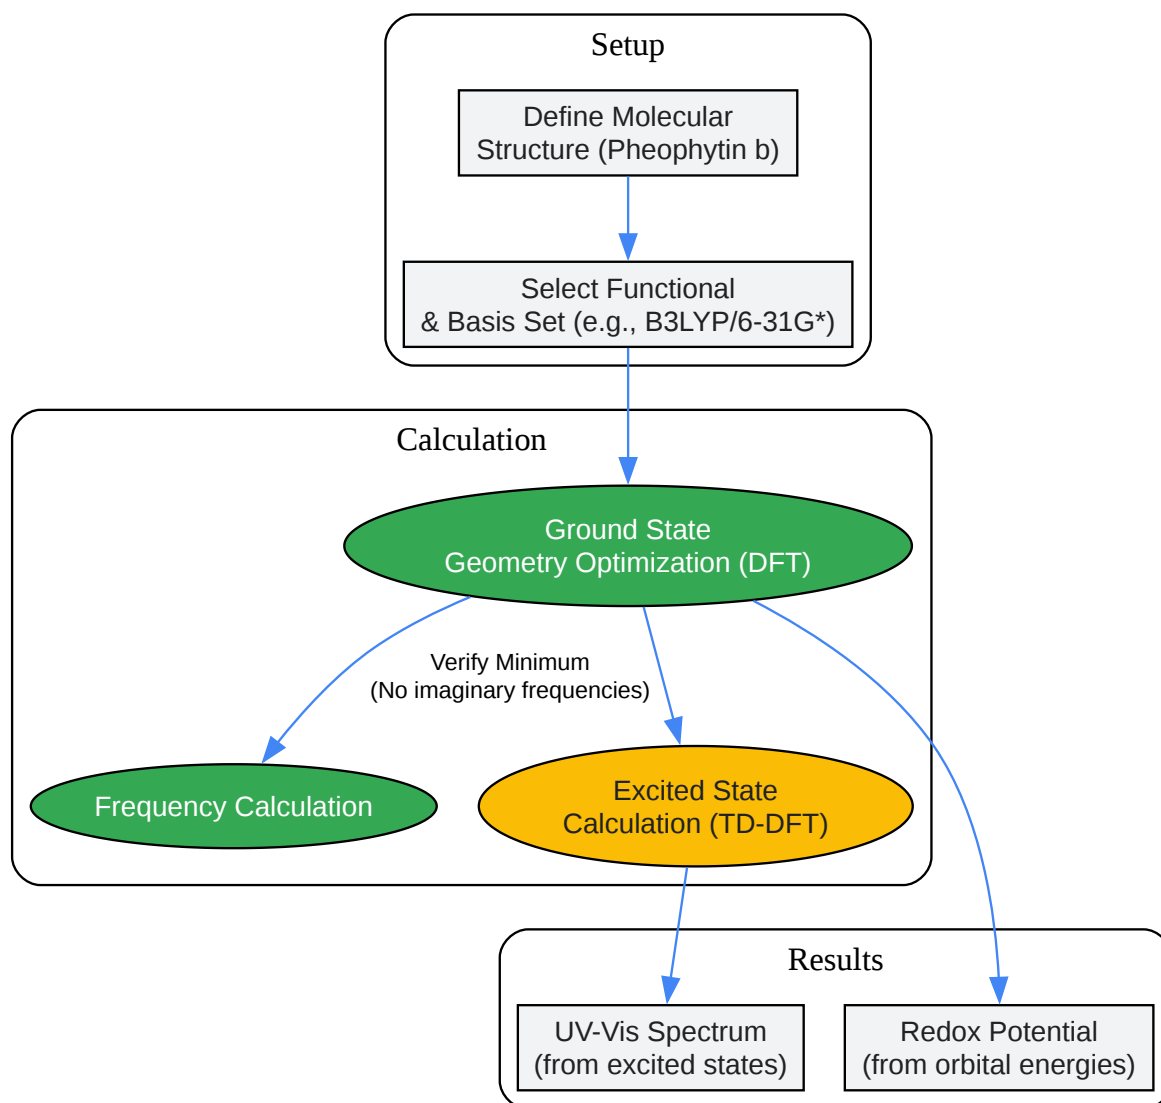 Setup
Define Molecular
Structure (Pheophytin b)
Select Functional
& Basis Set (e.g., B3LYP/6-31G*)
Calculation
Ground State
Geometry Optimization (DFT)
Verify Minimum
(No imaginary frequencies)
Frequency Calculation
Excited State
Calculation (TD-DFT)
Results
UV-Vis Spectrum
(from excited states)
Redox Potential
(from orbital energies)